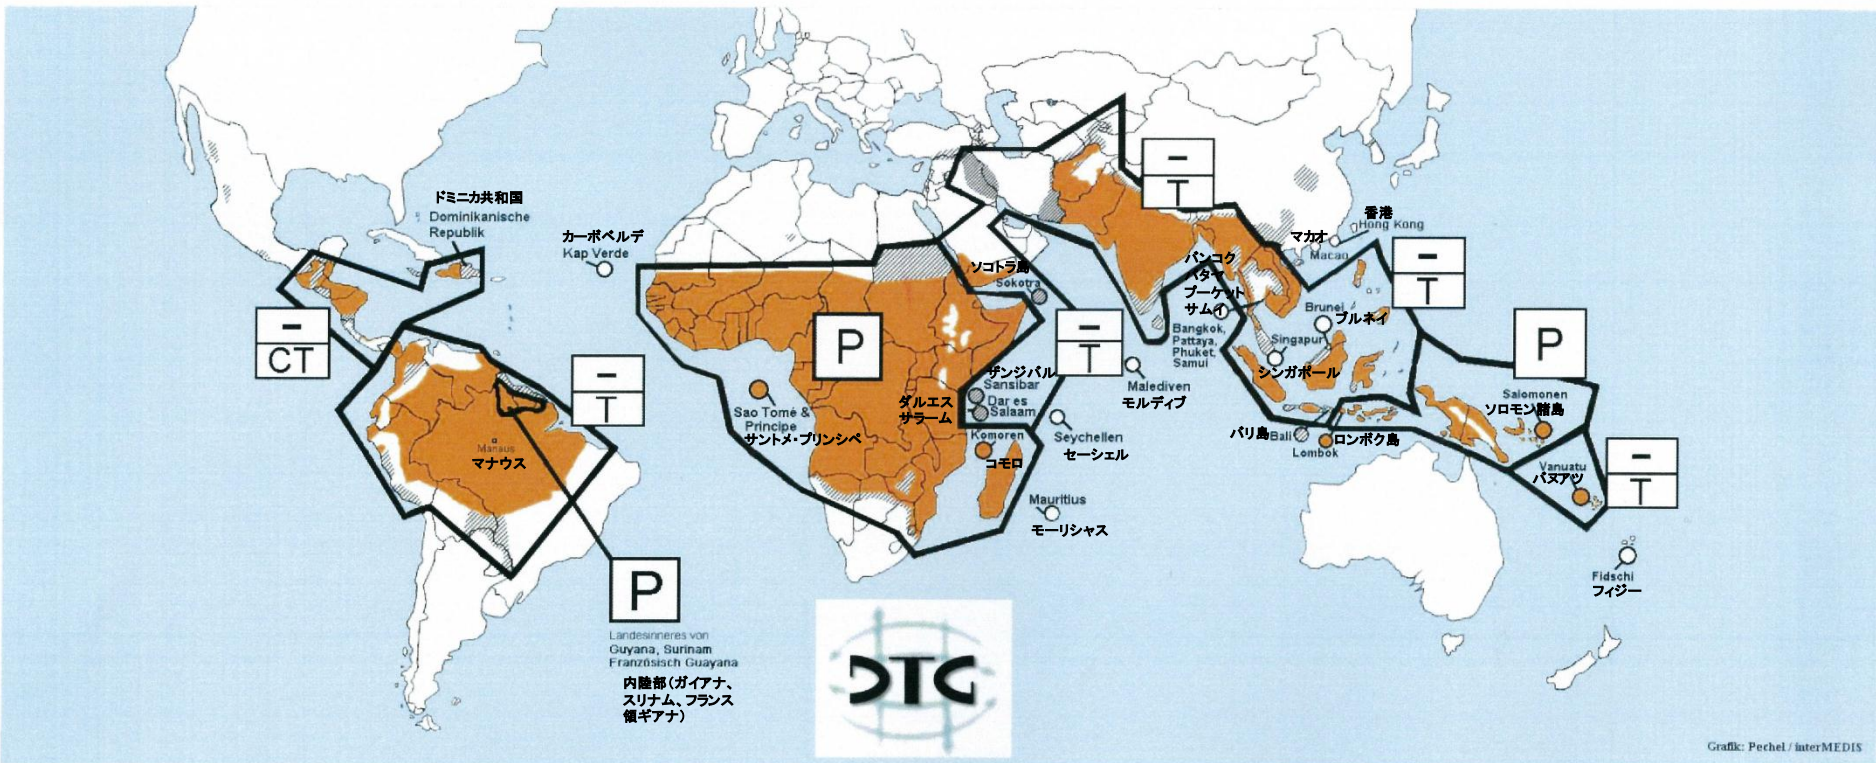 ドミニカ共和国
Dominikanische
Republik
カーボベルデ
Kap Verde
–
T
香港
Hong Kong
マカオ
Macao
–
T
ソコトラ島
Sokotra
バンコク
パタヤ
プーケット
サムイ
Bangkok,
Pattaya,
Phuket,
Samui
Brunei
ブルネイ
Singapur
シンガポール
–
CT
P
–
T
P
–
T
Malediven
モルディブ
ザンジバル
Sansibar
ダルエス
サラーム
Dar es
Salaam
Sao Tomé &
Principe
サントメ・プリンシペ
Manaus
マナウス
Komoren
コモロ
Seychellen
セーシェル
Mauritius
モーリシャス
バリ島
Bali
ロンボク島
Lombok
Salomonen
ソロモン諸島
Vanuatu
バヌアツ
–
T
Fidschi
フィジー
P
Landesinneres von
Guyana, Surinam
Französisch Guayana
内陸部（ガイアナ、
スリナム、フランス
領ギアナ）
DTG
Grafik: Pechel / interMEDIS